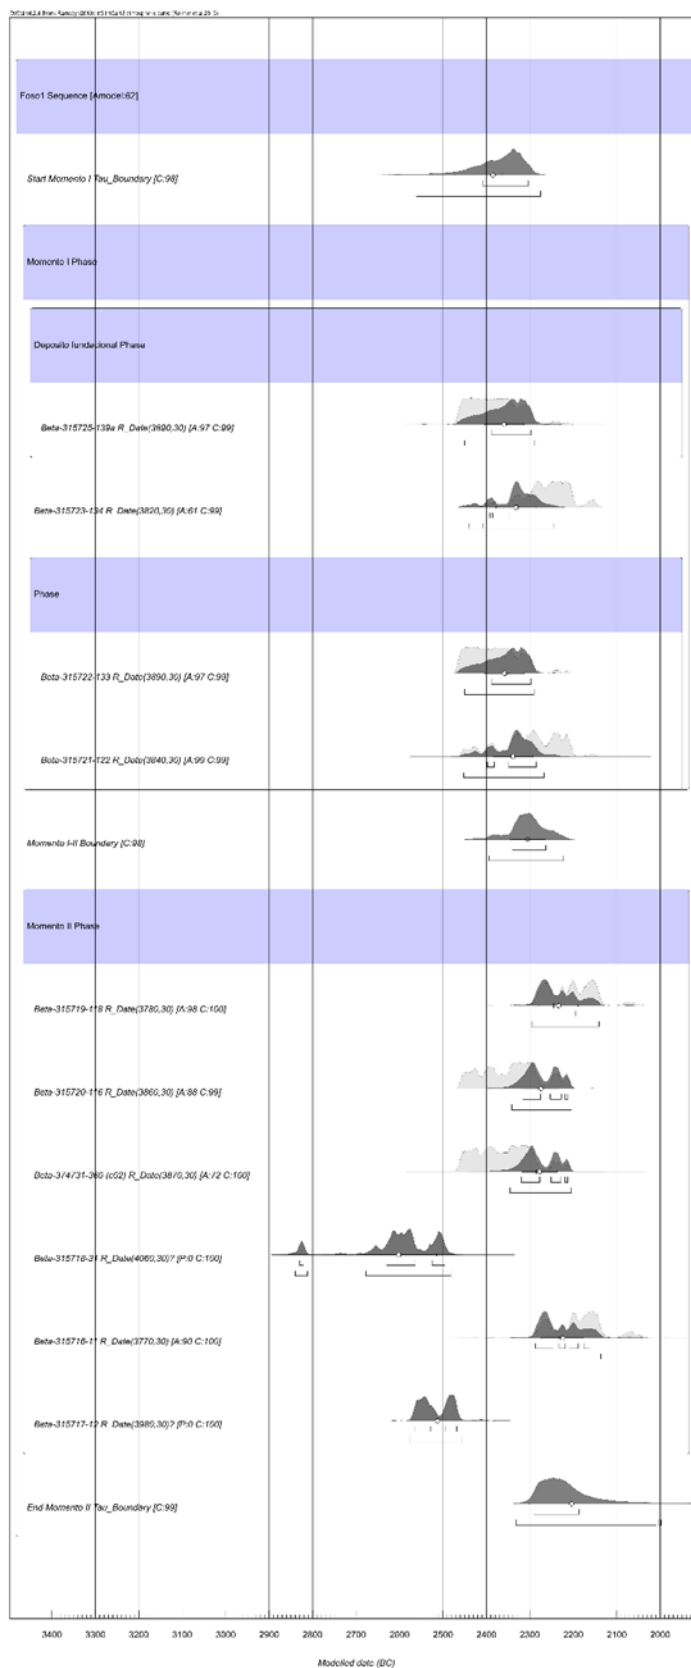 Foso1 Sequence [Amodel:62]
Start Momento I Tau_Boundary [C:98]
Momento I Phase
Deposito fundacional Phase
Beta-315725-139a R_Date(3890,30) [A:97 C:99]
Beta-315723-134 R_Date(3820,30) [A:61 C:99]
Phase
Beta-315722-133 R_Date(3890,30) [A:97 C:99]
Beta-315721-122 R_Date(3840,30) [A:99 C:99]
Momento I-II Boundary [C:98]
Momento II Phase
Beta-315719-118 R_Date(3780,30) [A:98 C:100]
Beta-315720-116 R_Date(3860,30) [A:88 C:99]
Beta-374731-360 (c02) R_Date(3870,30) [A:72 C:100]
Beta-315718-31 R_Date(4060,30)? [P:0 C:100]
Beta-315716-11 R_Date(3770,30) [A:90 C:100]
Beta-315717-12 R_Date(3980,30)? [P:0 C:100]
End Momento II Tau_Boundary [C:99]
3400 3300 3200 3100 3000 2900 2800 2700 2600 2500 2400 2300 2200 2100 2000
Modelled date (BC)